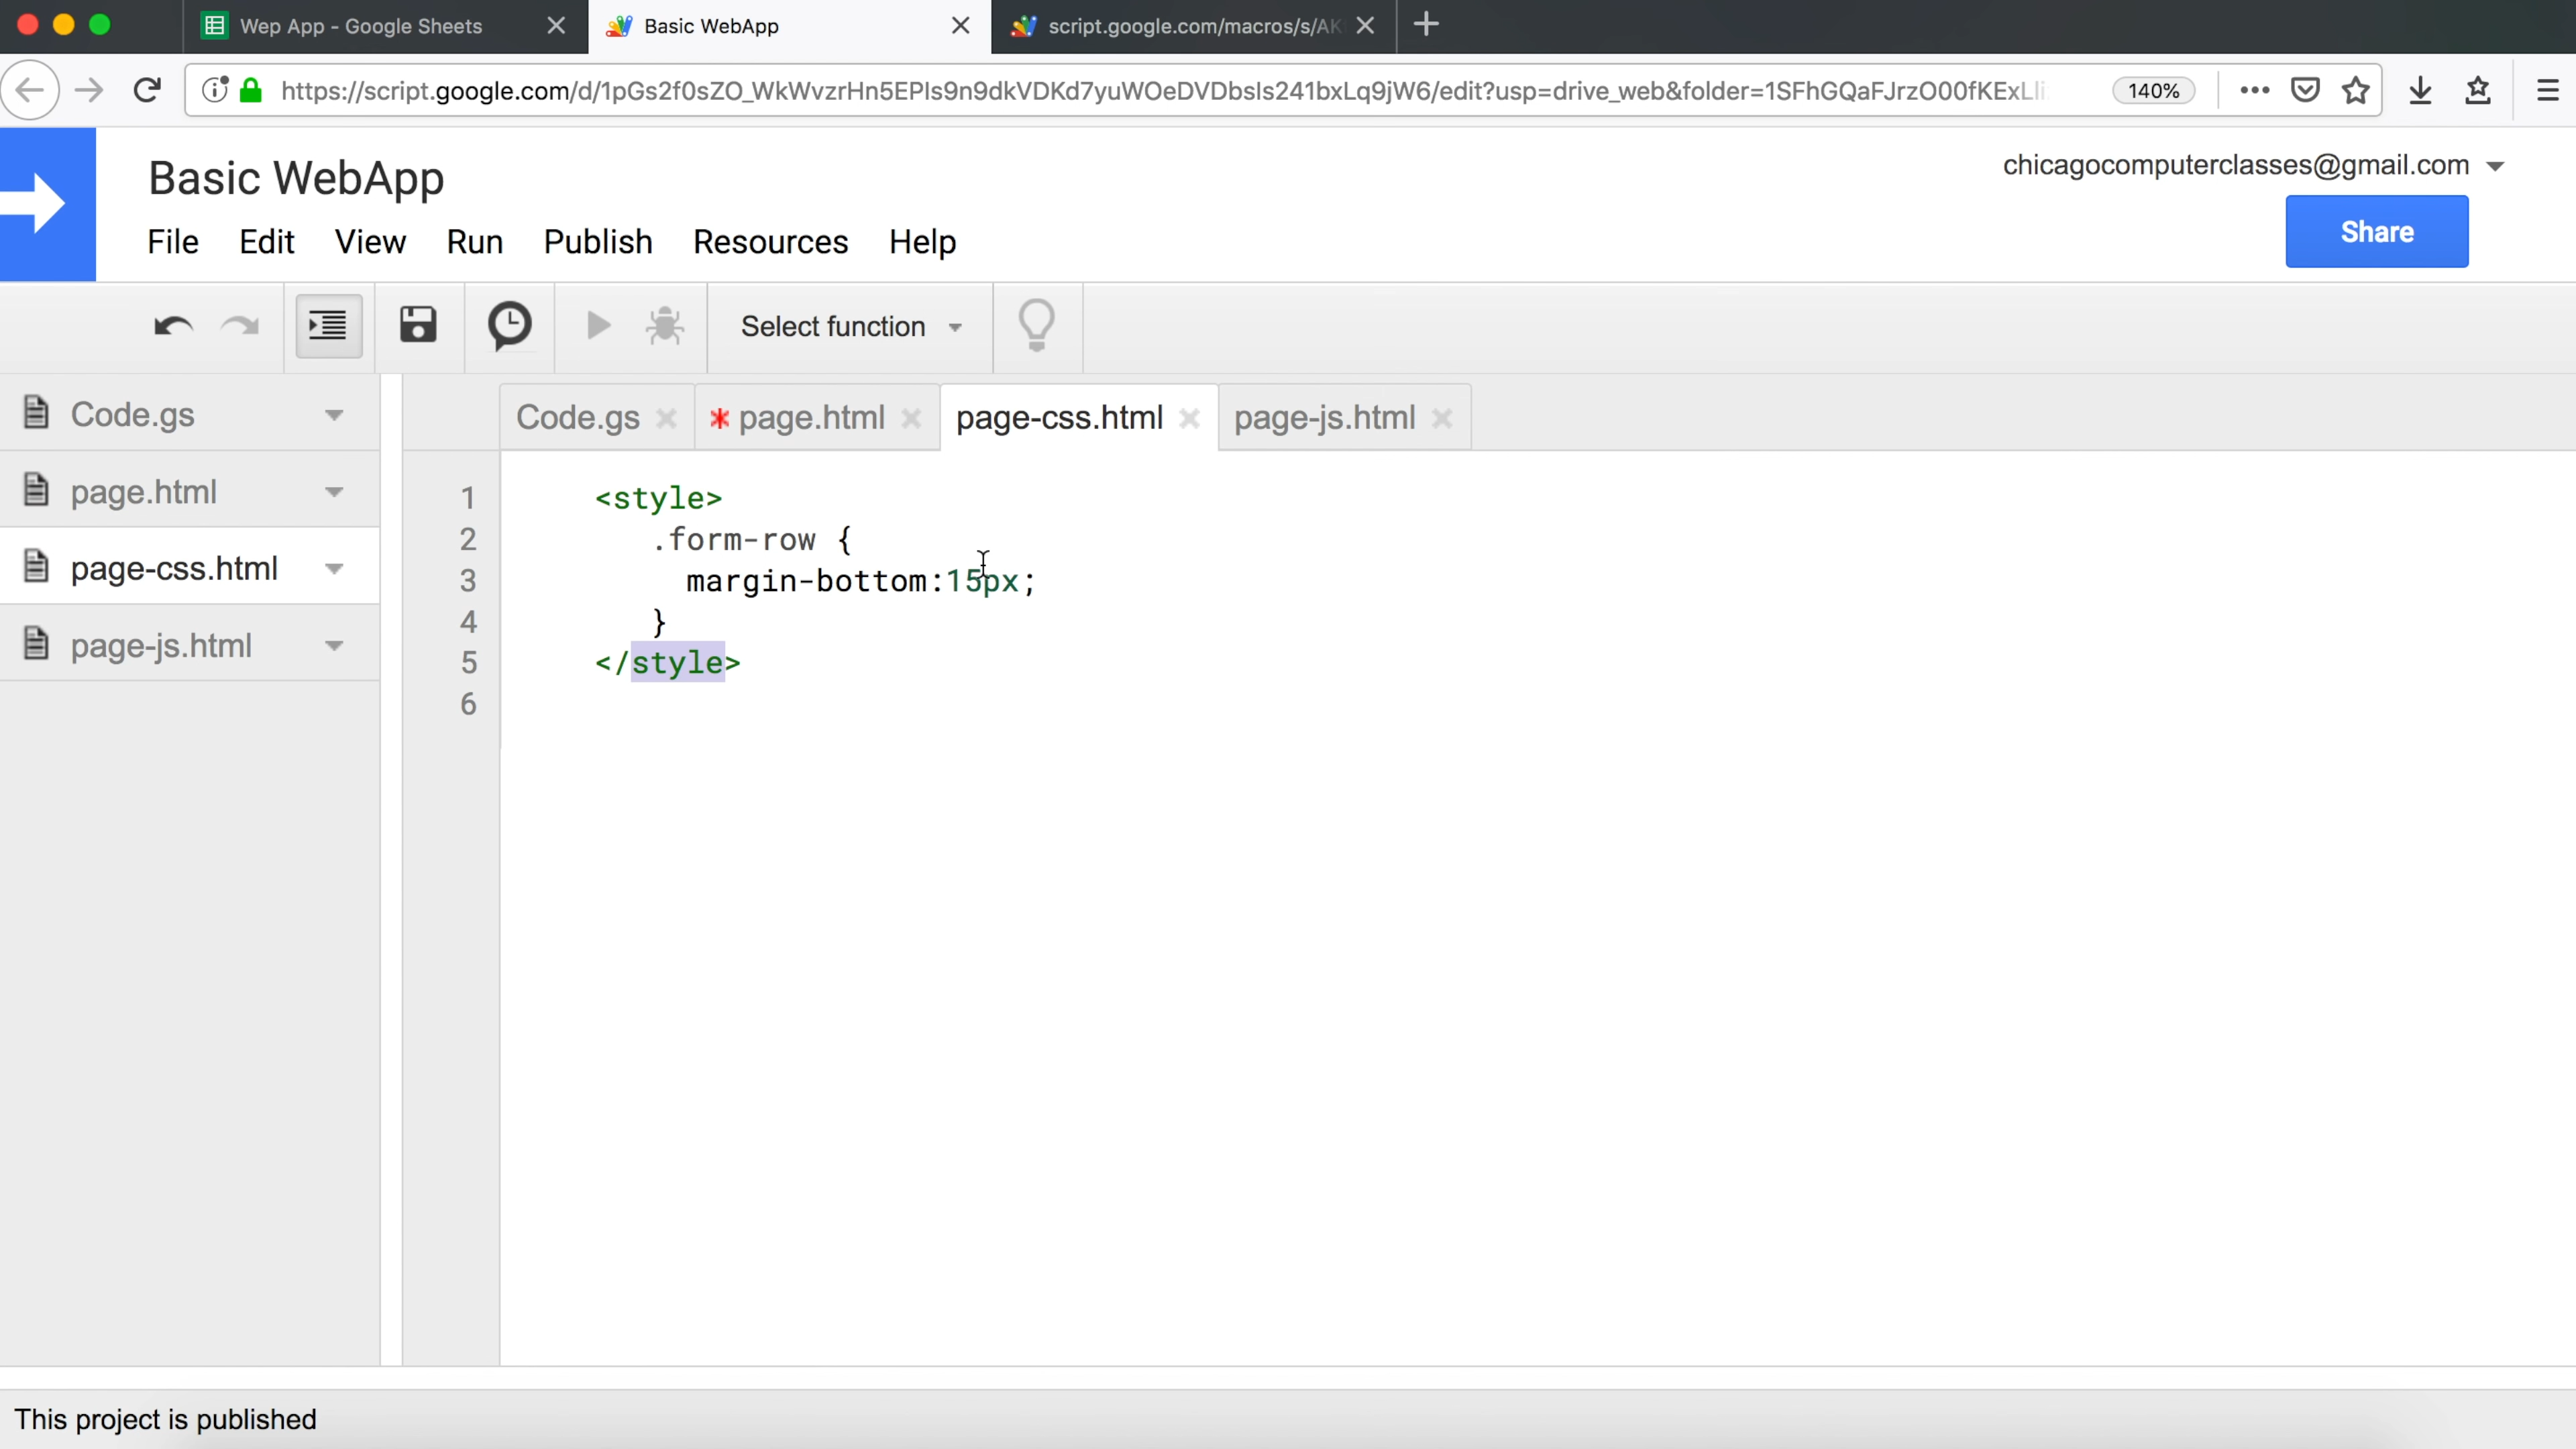 Wep App - Google Sheets
Basic WebApp
script.google.com/macros/s/AK
https://script.google.com/d/1pGs2f0sZO_WkWvzrHn5EPIs9n9dkVDKd7yuWOeDVDbsIs241bxLq9jW6/edit?usp=drive_web&folder=1SFhGQaFJrzO00fKExLli
140%
Basic WebApp
chicagocomputerclasses@gmail.com
File Edit View Run Publish Resources Help
Share
Select function
Code.gs
page.html
page-css.html
page-js.html
Code.gs
* page.html
page-css.html
page-js.html
1 <style>
2 .form-row {
3 margin-bottom:15px;
4 }
5 </style>
6
This project is published